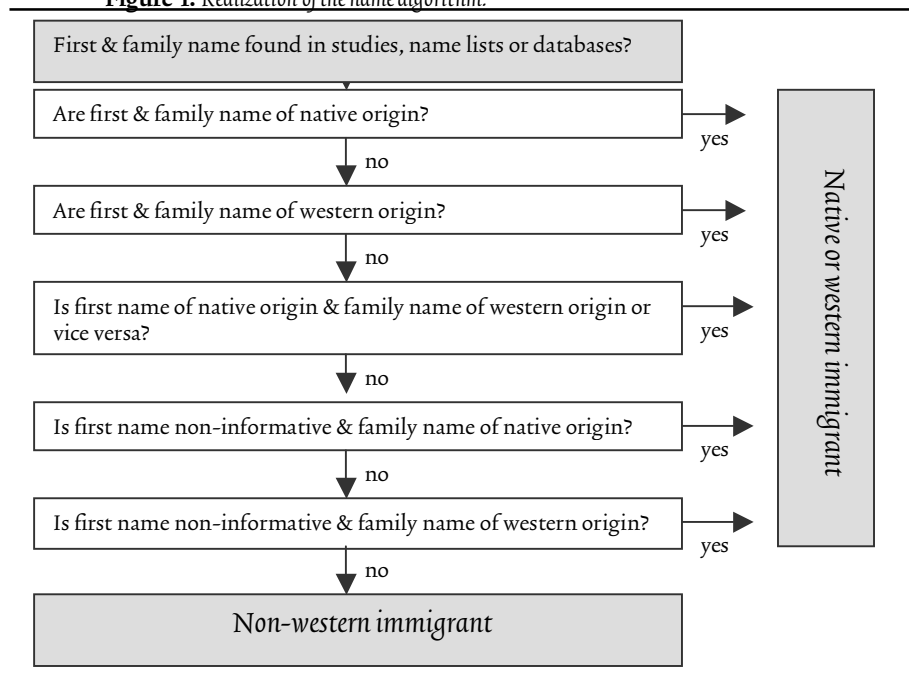 Figure 1. Realization of the name algorithm.
First & family name found in studies, name lists or databases?
Are first & family name of native origin?
yes
no
Are first & family name of western origin?
yes
no
Is first name of native origin & family name of western origin or
vice versa?
yes
no
Is first name non-informative & family name of native origin?
yes
no
Is first name non-informative & family name of western origin?
yes
no
Native or western immigrant
Non-western immigrant